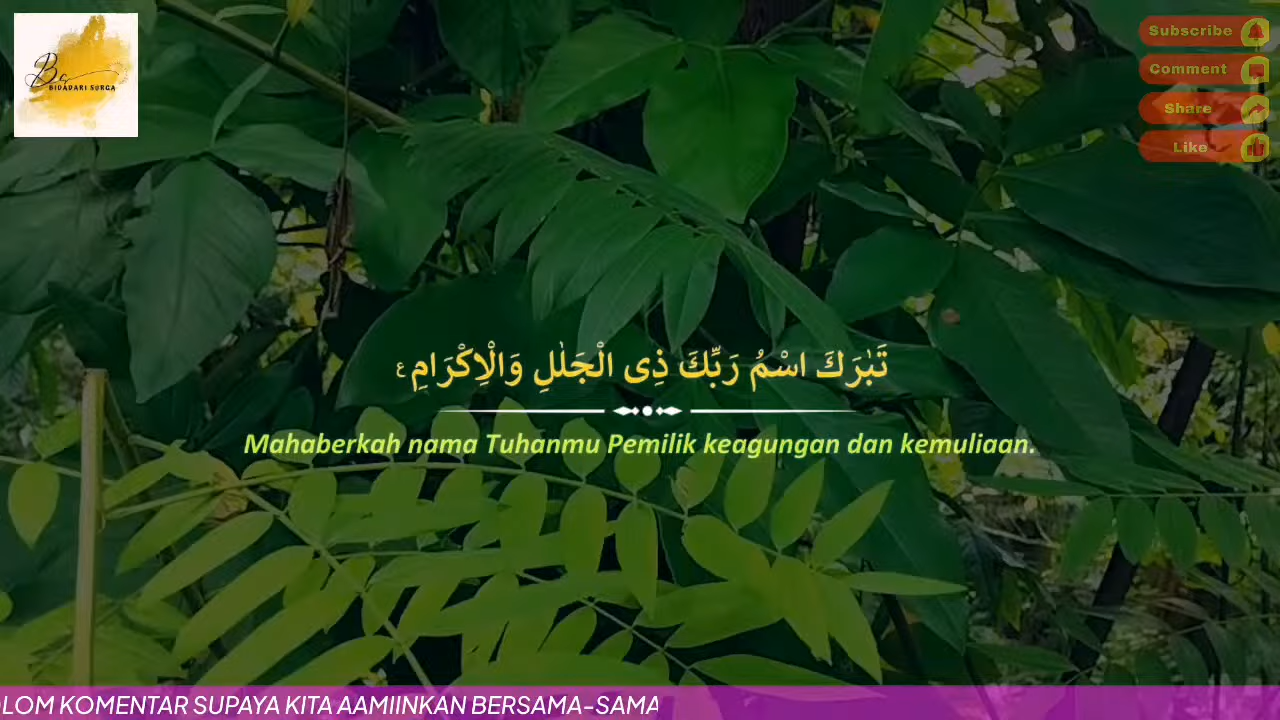 Ba
BIDADARI SURGA
Subscribe
Comment
Share
Like
تَبٰرَكَ اسْمُ رَبِّكَ ذِى الْجَلٰلِ وَالْاِكْرَامِ ࣖ
Mahaberkah nama Tuhanmu Pemilik keagungan dan kemuliaan.
LOM KOMENTAR SUPAYA KITA AAMIINKAN BERSAMA-SAMA